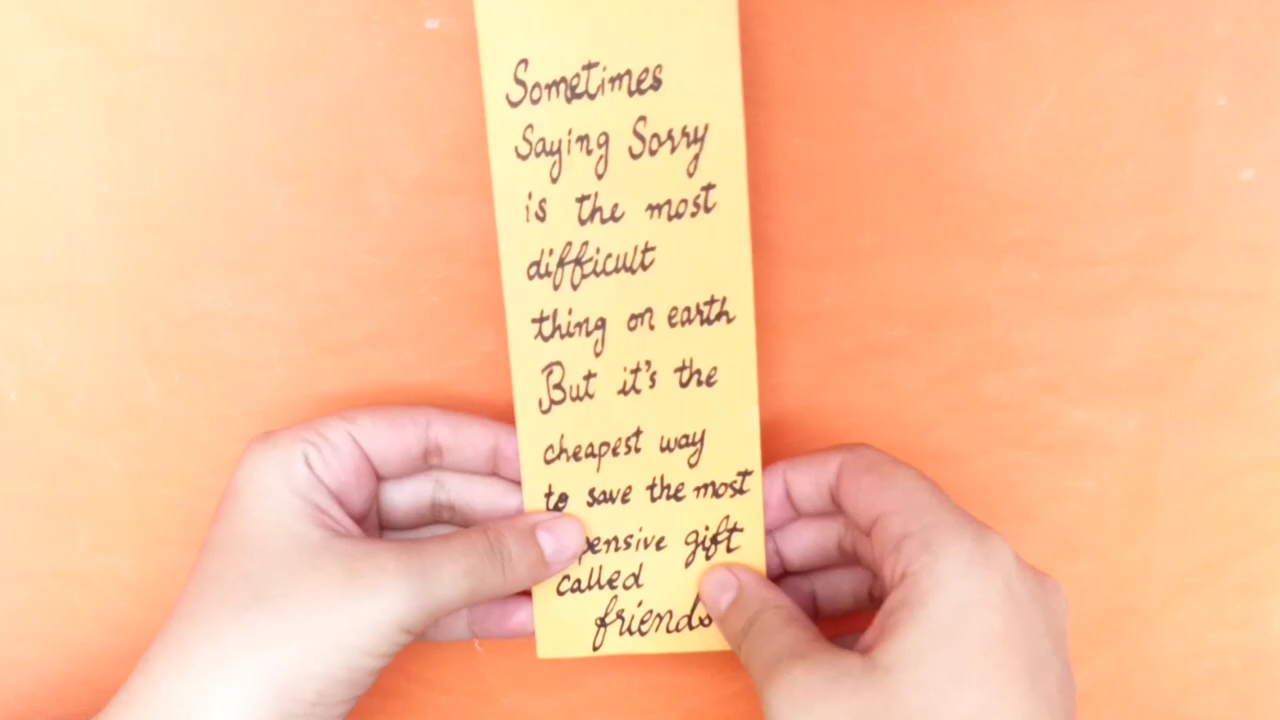 Sometimes
Saying Sorry
is the most
difficult
thing on earth
But it's the
cheapest way
to save the most
pensive gift
called
friends